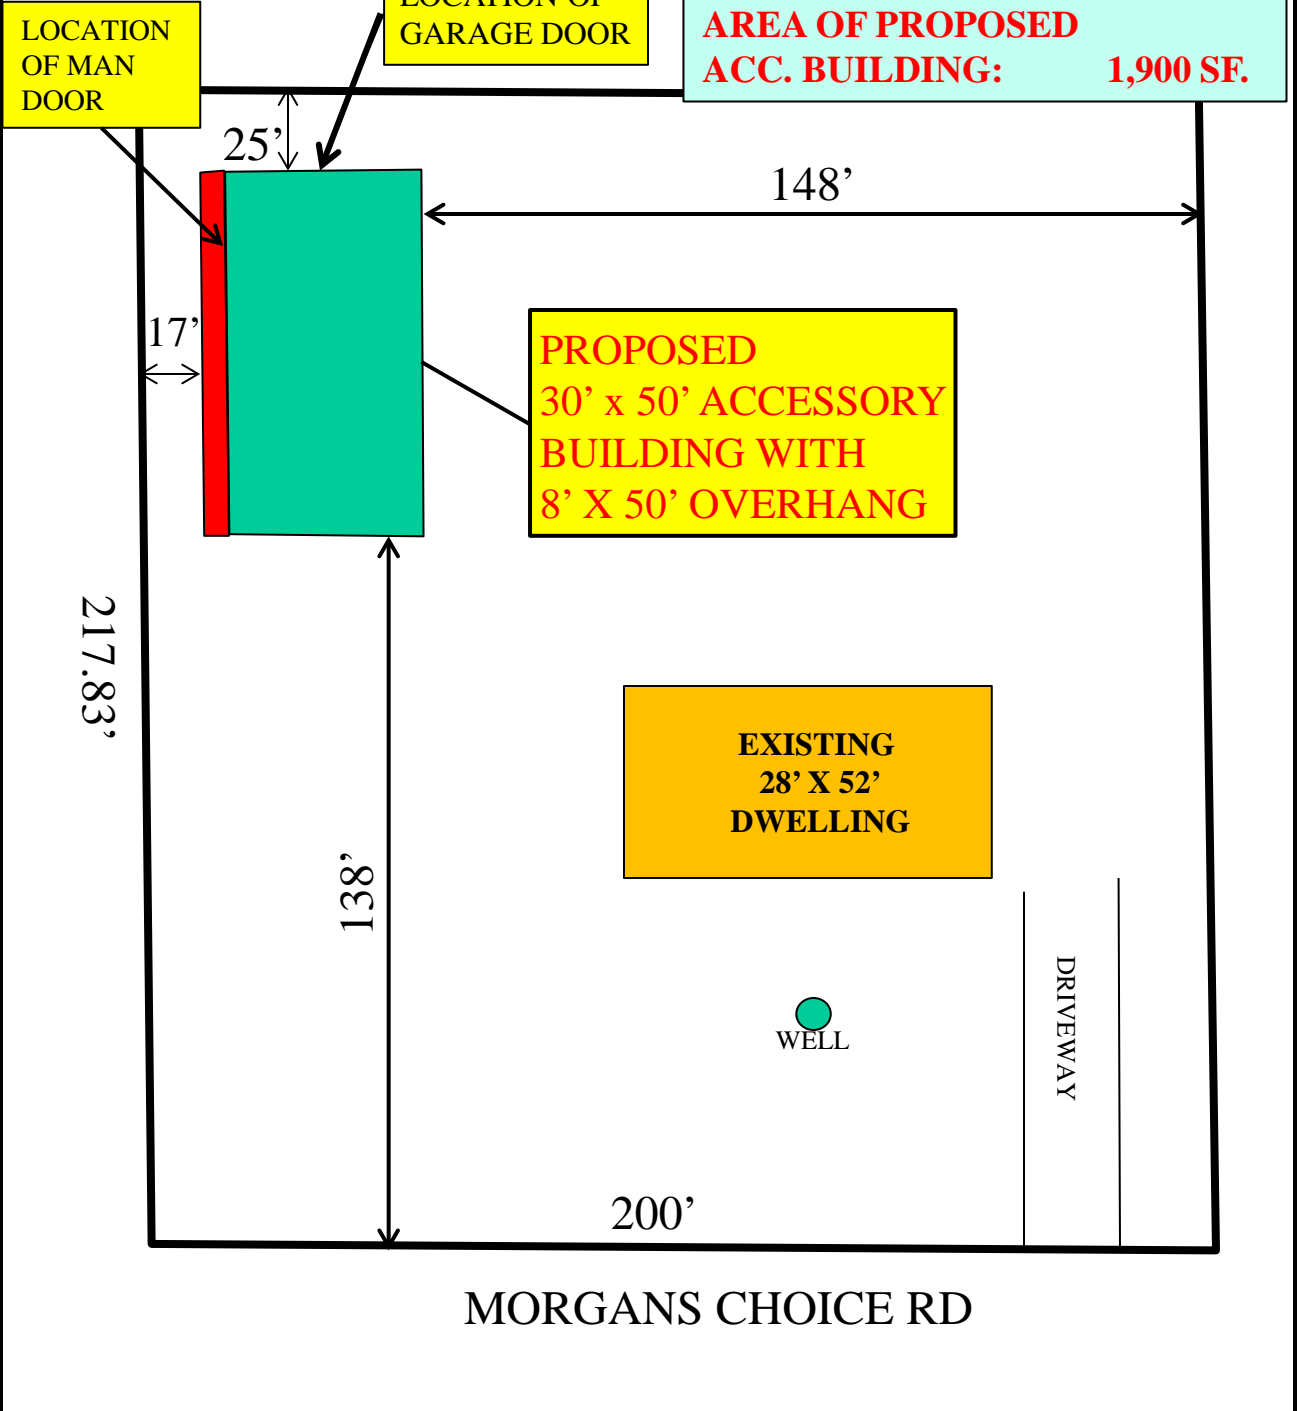 LOCATION OF
GARAGE DOOR
LOCATION
OF MAN
DOOR
AREA OF PROPOSED
ACC. BUILDING: 1,900 SF.
25’
148’
17’
PROPOSED
30’ x 50’ ACCESSORY
BUILDING WITH
8’ X 50’ OVERHANG
217.83’
EXISTING
28’ X 52’
DWELLING
138’
DRIVEWAY
WELL
200’
MORGANS CHOICE RD